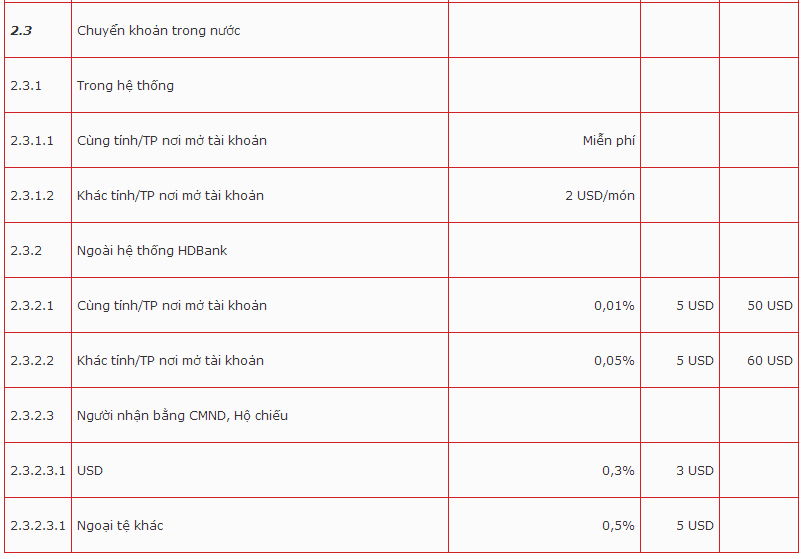 2.3 Chuyển khoản trong nước
2.3.1 Trong hệ thống
2.3.1.1 Cùng tỉnh/TP nơi mở tài khoản Miễn phí
2.3.1.2 Khác tỉnh/TP nơi mở tài khoản 2 USD/món
2.3.2 Ngoài hệ thống HDBank
2.3.2.1 Cùng tỉnh/TP nơi mở tài khoản 0,01% 5 USD 50 USD
2.3.2.2 Khác tỉnh/TP nơi mở tài khoản 0,05% 5 USD 60 USD
2.3.2.3 Người nhận bằng CMND, Hộ chiếu
2.3.2.3.1 USD 0,3% 3 USD
2.3.2.3.1 Ngoại tệ khác 0,5% 5 USD